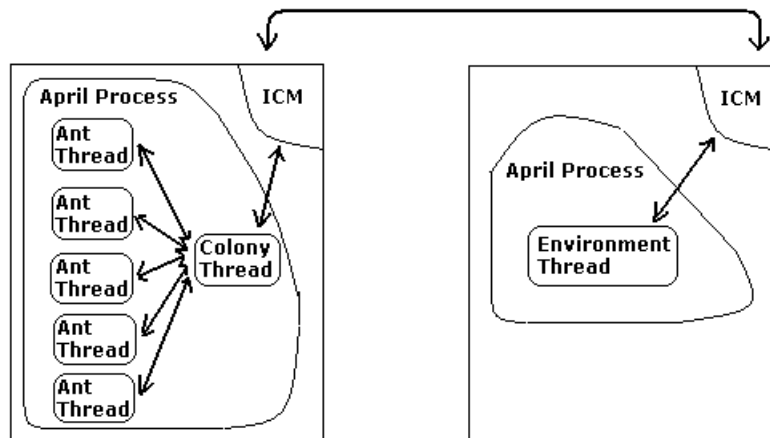 April Process
ICM
Ant
Thread
Ant
Thread
Ant
Thread
Ant
Thread
Ant
Thread
Colony
Thread
ICM
April Process
Environment
Thread